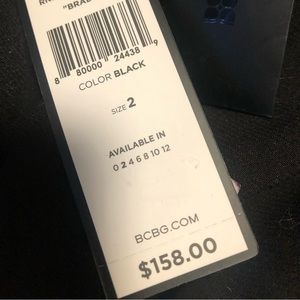 8 80000 24438 9
COLOR BLACK
SIZE 2
AVAILABLE IN
0 2 4 6 8 10 12
BCBG.COM
$158.00